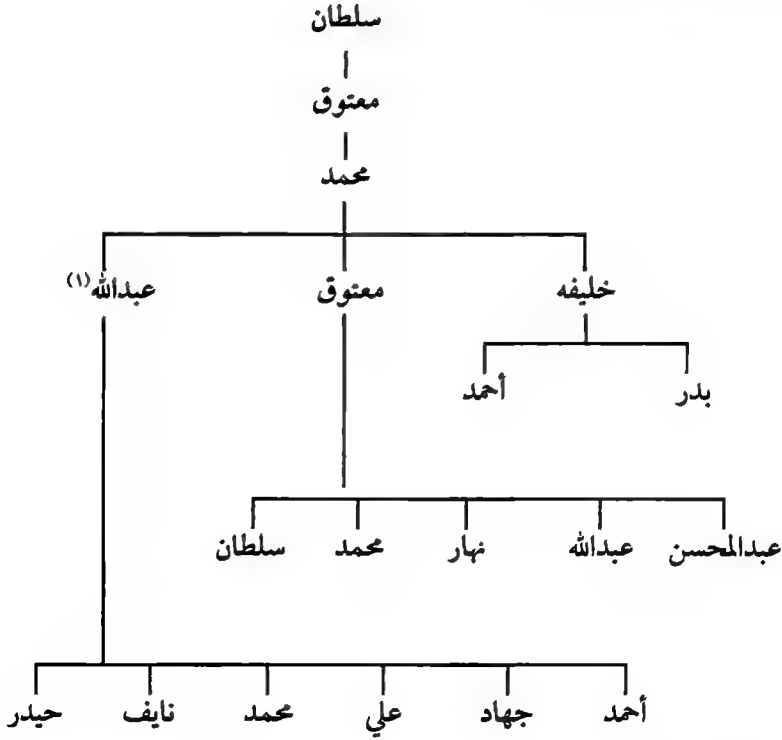 سلطان
معتوق
محمد
خليفه معتوق عبدالله(١)
بدر أحمد
عبدالمحسن عبدالله نهار محمد سلطان
أحمد جهاد علي محمد نايف حيدر